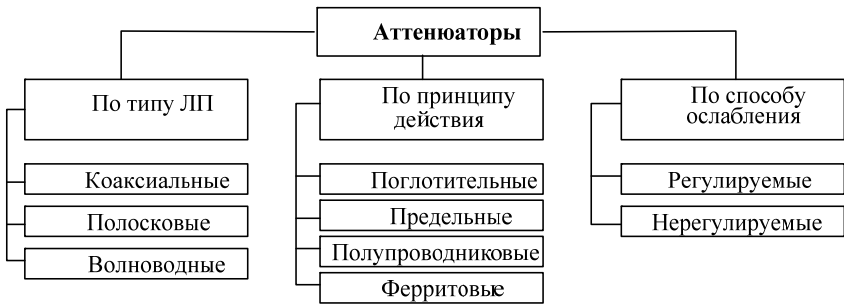 Аттенюаторы
По типу ЛП
Коаксиальные
Полосковые
Волноводные
По принципу
действия
Поглотительные
Предельные
Полупроводниковые
Ферритовые
По способу
ослабления
Регулируемые
Нерегулируемые